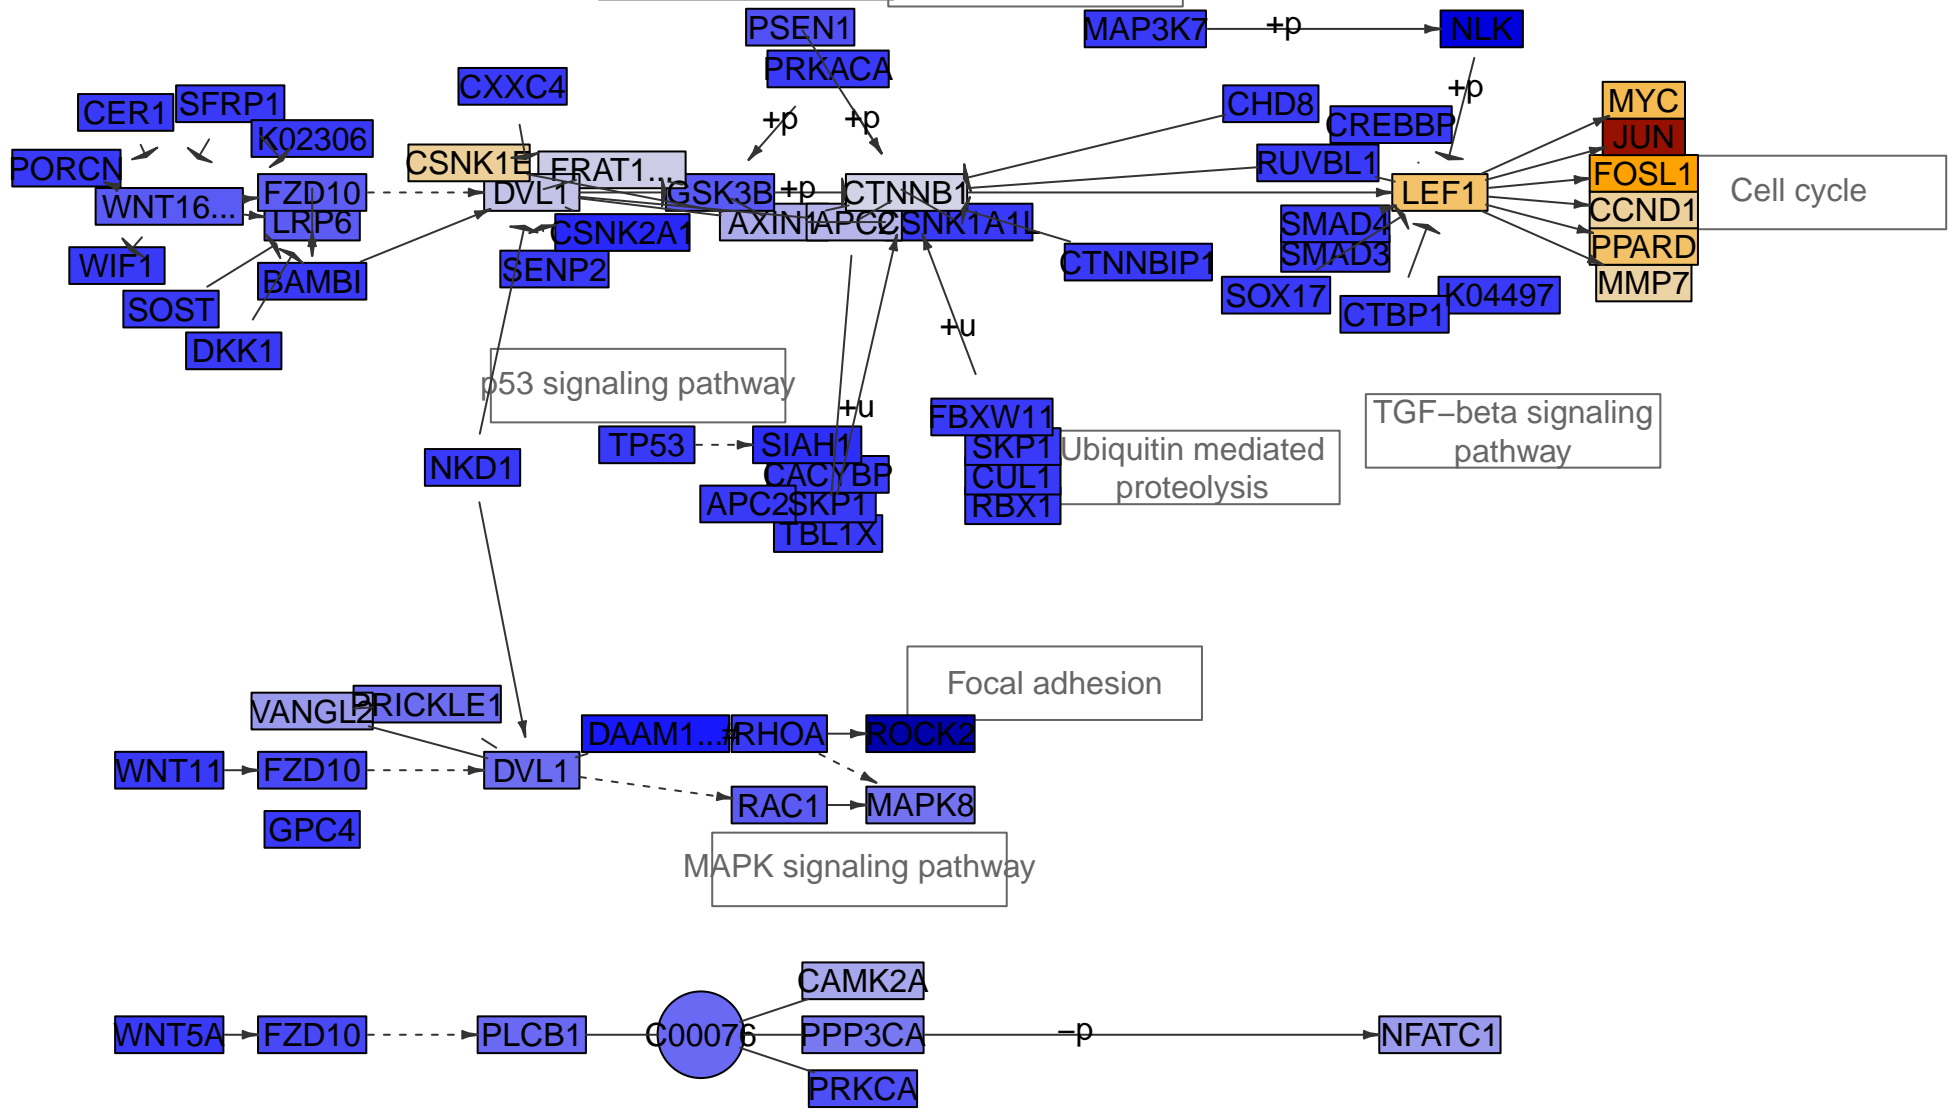 PSEN1
MAP3K7
+p
NLK
PRKACA
CXXC4
+p
CER1
SFRP1
CHD8
MYC
K02306
+p
+p
CREBBP
JUN
PORCN
CSNK1E
FRAT1...
RUVBL1
FOSL1
WNT16...
FZD10
DVL1
GSK3B
+p
CTNNB1
LEF1
Cell cycle
LRP6
CSNK2A1
AXIN1
APC2
CSNK1A1L
SMAD4
CCND1
WIF1
BAMBI
SENP2
CTNNBIP1
SMAD3
PPARD
SOST
SOX17
K04497
MMP7
DKK1
+u
CTBP1
p53 signaling pathway
+u
FBXW11
TGF−beta signaling
pathway
TP53
SIAH1
SKP1
Ubiquitin mediated
proteolysis
NKD1
CACYBP
CUL1
APC2
SKP1
RBX1
TBL1X
Focal adhesion
VANGL2
PRICKLE1
DAAM1...#
RHOA
ROCK2
WNT11
FZD10
DVL1
RAC1
MAPK8
GPC4
MAPK signaling pathway
CAMK2A
WNT5A
FZD10
PLCB1
C00076
PPP3CA
−p
NFATC1
PRKCA